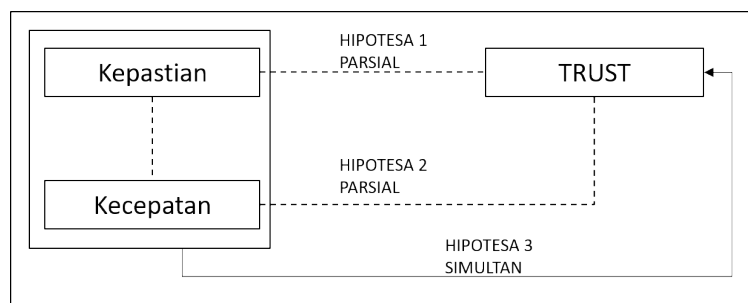 HIPOTESA 1
PARSIAL
Kepastian
TRUST
HIPOTESA 2
PARSIAL
Kecepatan
HIPOTESA 3
SIMULTAN